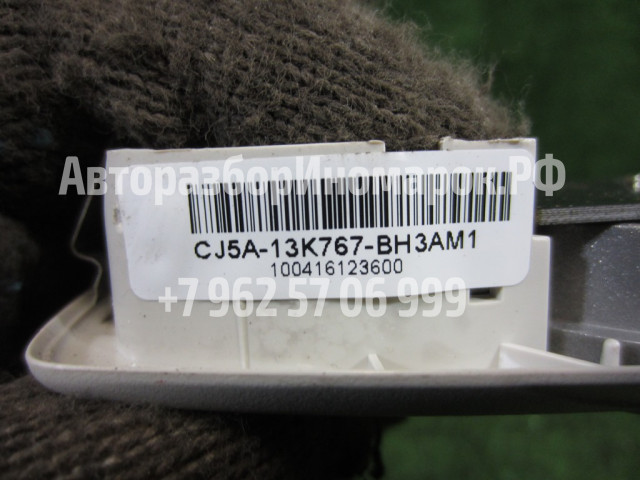 АвторазборИномарок.РФ
CJ5A-13K767-BH3AM1
100416123600
+7 962 57 06 999